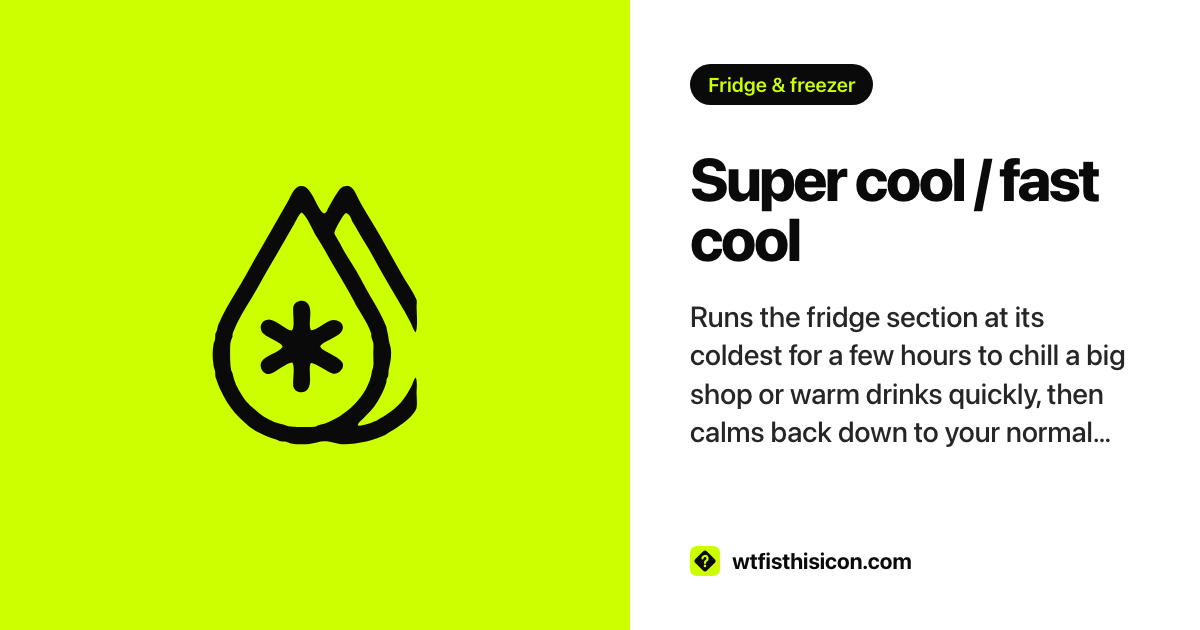 Fridge & freezer
Super cool / fast
cool
Runs the fridge section at its
coldest for a few hours to chill a big
shop or warm drinks quickly, then
calms back down to your normal...
?
wtfisthisicon.com